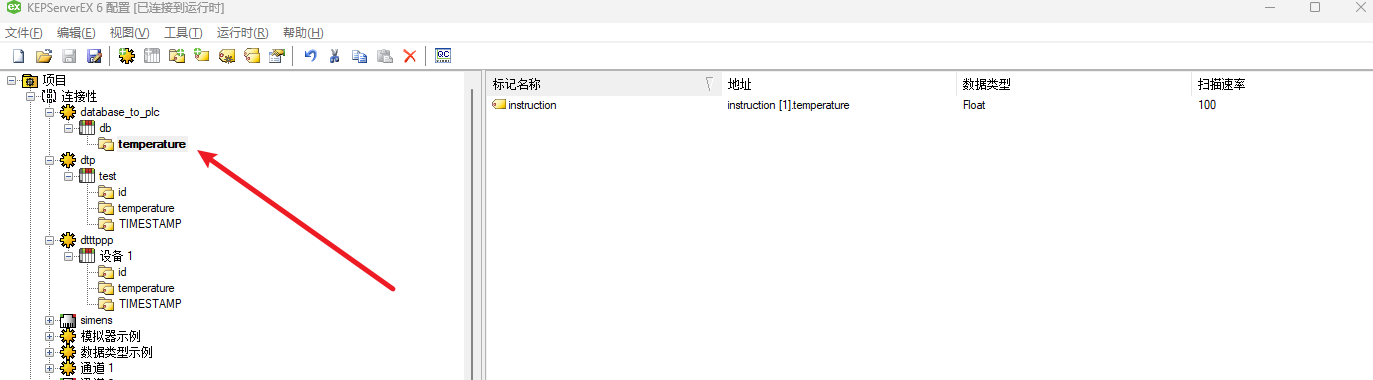 KEPServerEX 6 配置 [已连接到运行时]
文件(F) 编辑(E) 视图(V) 工具(T) 运行时(R) 帮助(H)
QC
项目
连接性
database_to_plc
db
temperature
dtp
test
id
temperature
TIMESTAMP
dtttppp
设备 1
id
temperature
TIMESTAMP
simens
模拟器示例
数据类型示例
通道 1
标记名称 地址 数据类型 扫描速率
instruction instruction [1].temperature Float 100